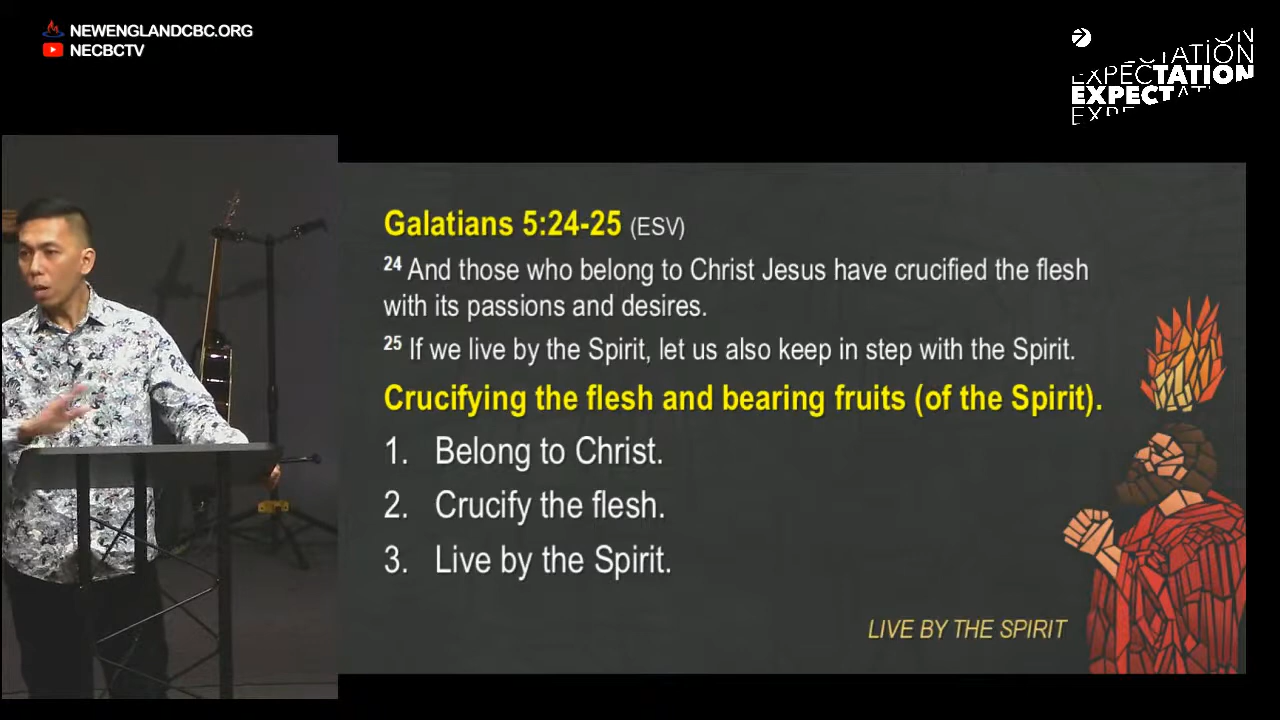 NEWENGLANDCBC.ORG
NECBCTV
EXPECTATION
EXPECTATION
Galatians 5:24-25 (ESV)
24 And those who belong to Christ Jesus have crucified the flesh
with its passions and desires.
25 If we live by the Spirit, let us also keep in step with the Spirit.
Crucifying the flesh and bearing fruits (of the Spirit).
1. Belong to Christ.
2. Crucify the flesh.
3. Live by the Spirit.
LIVE BY THE SPIRIT